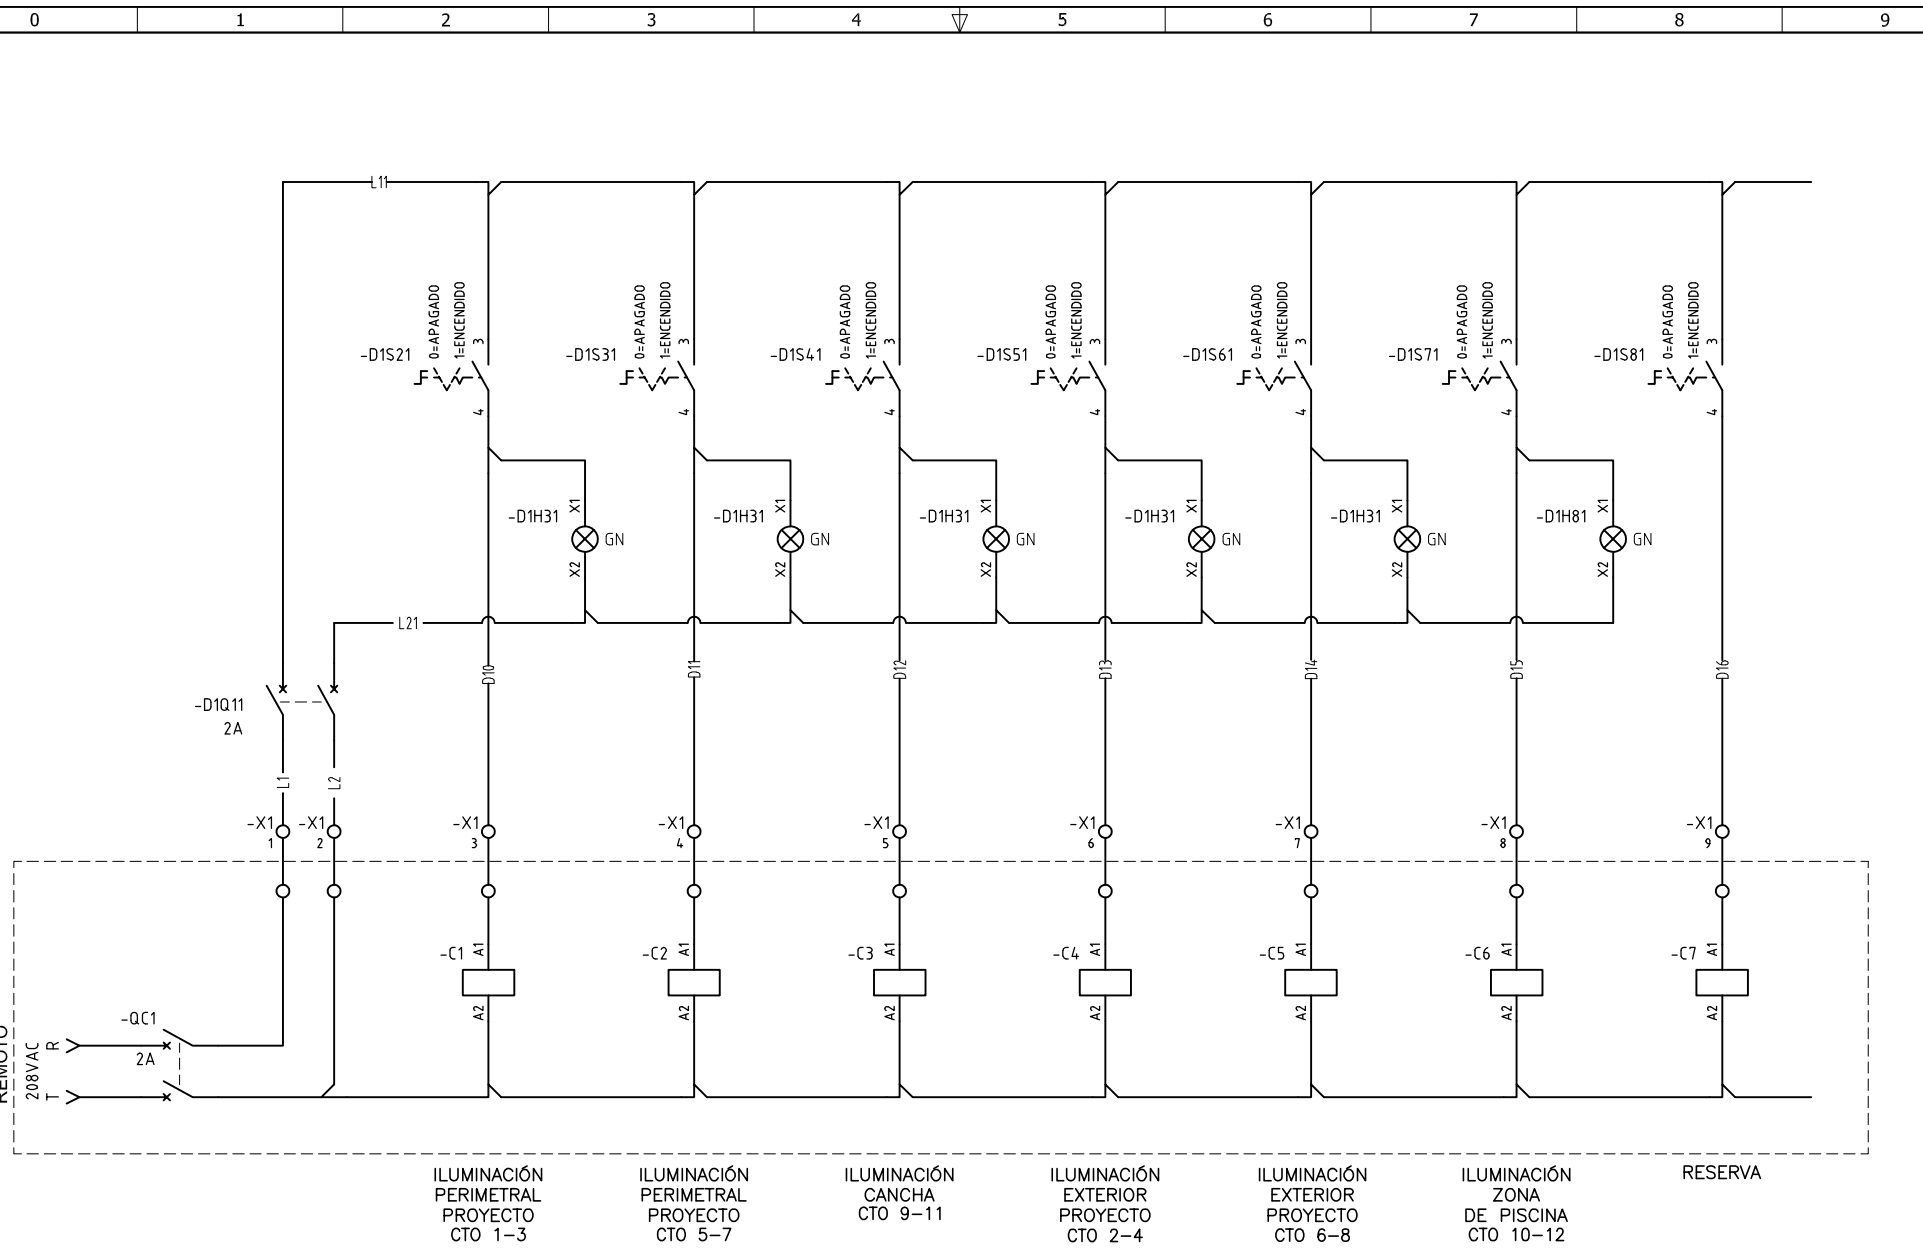 0 1 2 3 4 5 6 7 8 9
L11
0=APAGADO 1=ENCENDIDO 0=APAGADO 1=ENCENDIDO 0=APAGADO 1=ENCENDIDO 0=APAGADO 1=ENCENDIDO 0=APAGADO 1=ENCENDIDO 0=APAGADO 1=ENCENDIDO 0=APAGADO 1=ENCENDIDO
3 3 3 3 3 3 3
-D1S21 -D1S31 -D1S41 -D1S51 -D1S61 -D1S71 -D1S81
4 4 4 4 4 4 4
X1 X1 X1 X1 X1 X1
-D1H31 -D1H31 -D1H31 -D1H31 -D1H31 -D1H81
GN GN GN GN GN GN
X2 X2 X2 X2 X2 X2
L21
D10 D11 D12 D13 D14 D15 D16
-D1Q11
2A
L1 L2
-X1 -X1 -X1 -X1 -X1 -X1 -X1 -X1 -X1
1 2 3 4 5 6 7 8 9
A1 A1 A1 A1 A1 A1 A1
-C1 -C2 -C3 -C4 -C5 -C6 -C7
A2 A2 A2 A2 A2 A2 A2
-QC1
2A
REMOTO
208VAC
R
T
ILUMINACIÓN
PERIMETRAL
PROYECTO
CTO 1-3
ILUMINACIÓN
PERIMETRAL
PROYECTO
CTO 5-7
ILUMINACIÓN
CANCHA
CTO 9-11
ILUMINACIÓN
EXTERIOR
PROYECTO
CTO 2-4
ILUMINACIÓN
EXTERIOR
PROYECTO
CTO 6-8
ILUMINACIÓN
ZONA
DE PISCINA
CTO 10-12
RESERVA